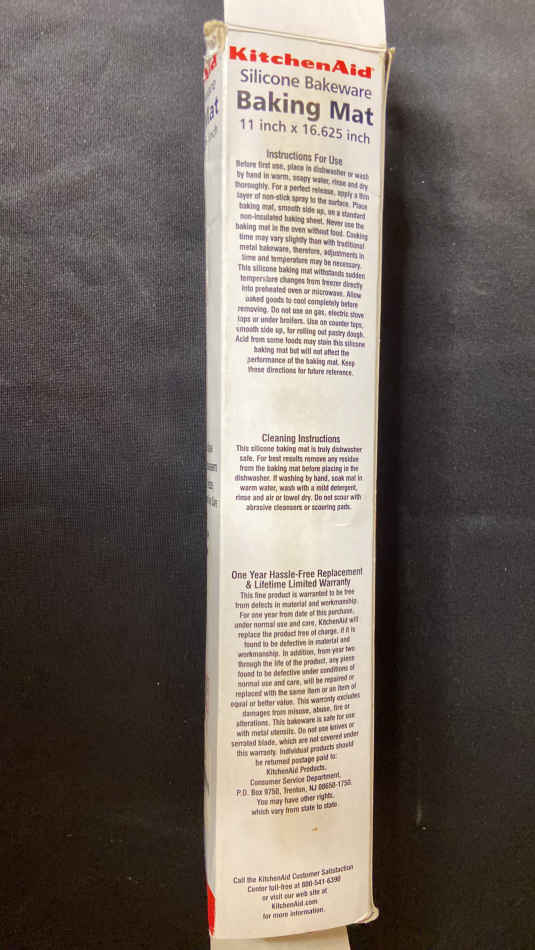 KitchenAid
Silicone Bakeware
Baking Mat
11 inch x 16.625 inch
Instructions For Use
Before first use, place in dishwasher or wash
by hand in warm, soapy water, rinse and dry
thoroughly. For a perfect release, apply a thin
layer of non-stick spray to the surface. Place
baking mat, smooth side up, on a standard
non-insulated baking sheet. Never use the
baking mat in the oven without food. Cooking
time may vary slightly than with traditional
metal bakeware, therefore, adjustments in
time and temperature may be necessary.
This silicone baking mat withstands sudden
temperature changes from freezer directly
into preheated oven or microwave. Allow
baked goods to cool completely before
removing. Do not use on gas, electric stove
tops or under broilers. Use on counter tops,
smooth side up, for rolling out pastry dough.
Acid from some foods may stain this silicone
baking mat but will not affect the
performance of the baking mat. Keep
these directions for future reference.
Cleaning Instructions
This silicone baking mat is truly dishwasher
safe. For best results remove any residue
from the baking mat before placing in the
dishwasher. If washing by hand, soak mat in
warm water, wash with a mild detergent,
rinse and air or towel dry. Do not scour with
abrasive cleansers or scouring pads.
One Year Hassle-Free Replacement
& Lifetime Limited Warranty
This fine product is warranted to be free
from defects in material and workmanship.
For one year from date of this purchase,
under normal use and care, KitchenAid will
replace the product free of charge, if it is
found to be defective in material and
workmanship. In addition, from year two
through the life of the product, any piece
found to be defective under conditions of
normal use and care, will be repaired or
replaced with the same item or an item of
equal or better value. This warranty excludes
damages from misuse, abuse, fire or
alterations. This bakeware is safe for use
with metal utensils. Do not use knives or
serrated blade, which are not covered under
this warranty. Individual products should
be returned postage paid to:
KitchenAid Products,
Consumer Service Department,
P.O. Box 9750, Trenton, NJ 08650-1750.
You may have other rights,
which vary from state to state.
Call the KitchenAid Customer Satisfaction
Center toll-free at 800-541-6390
or visit our web site at
KitchenAid.com
for more information.